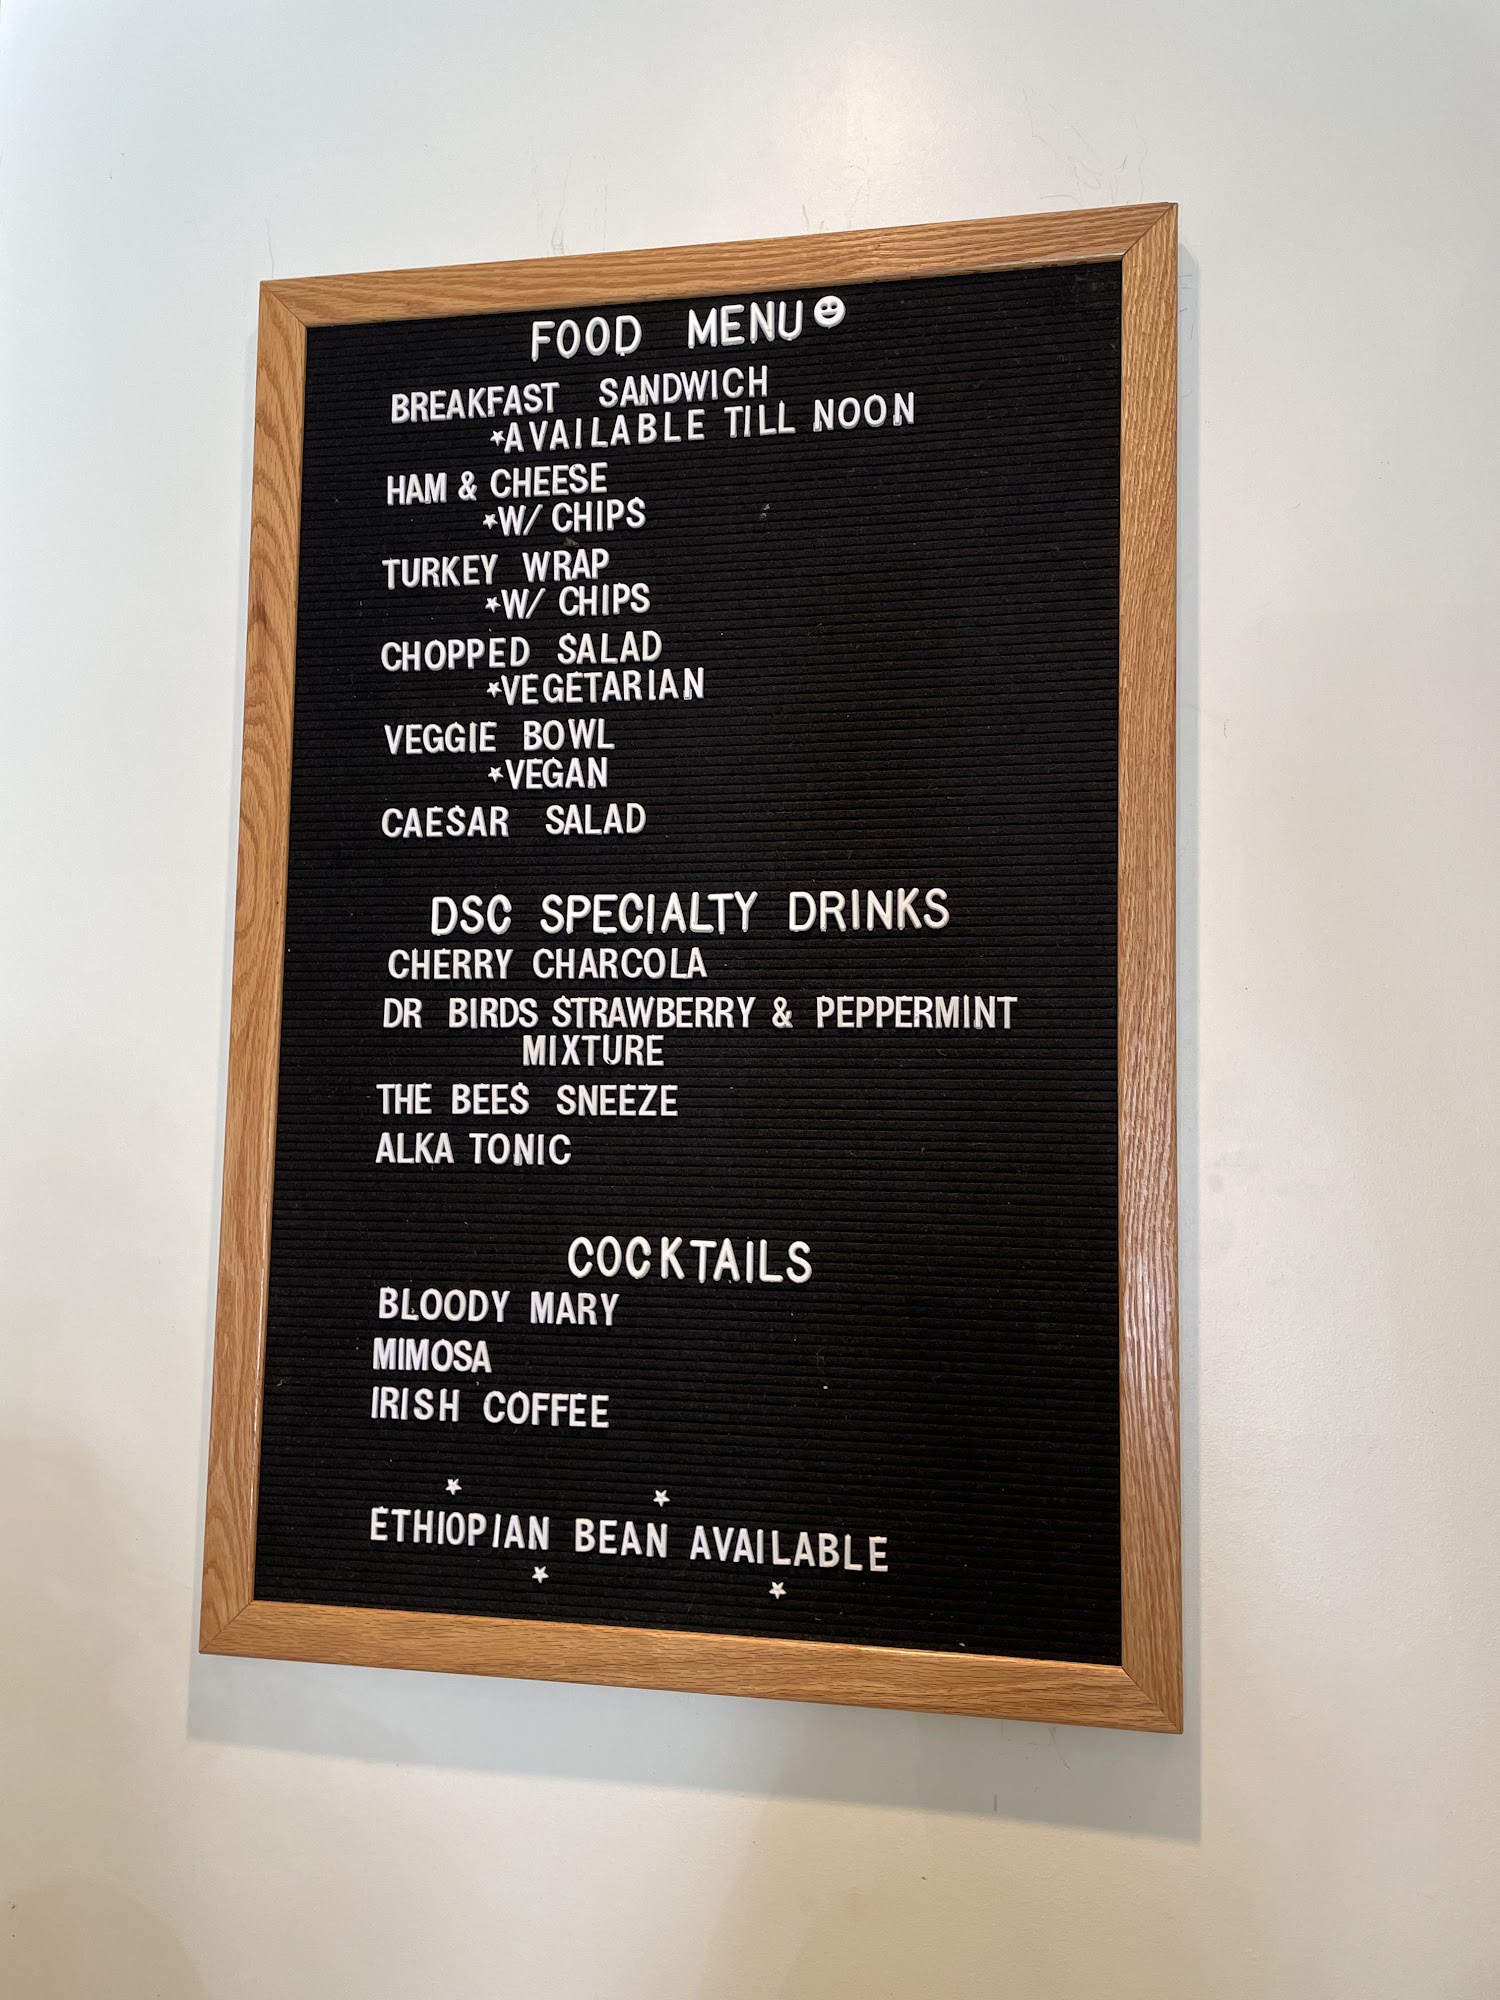 FOOD MENU
BREAKFAST SANDWICH
*AVAILABLE TILL NOON
HAM & CHEESE
*W/ CHIPS
TURKEY WRAP
*W/ CHIPS
CHOPPED SALAD
*VEGETARIAN
VEGGIE BOWL
*VEGAN
CAESAR SALAD
DSC SPECIALTY DRINKS
CHERRY CHARCOLA
DR BIRDS STRAWBERRY & PEPPERMINT
MIXTURE
THE BEES SNEEZE
ALKA TONIC
COCKTAILS
BLOODY MARY
MIMOSA
IRISH COFFEE
ETHIOPIAN BEAN AVAILABLE